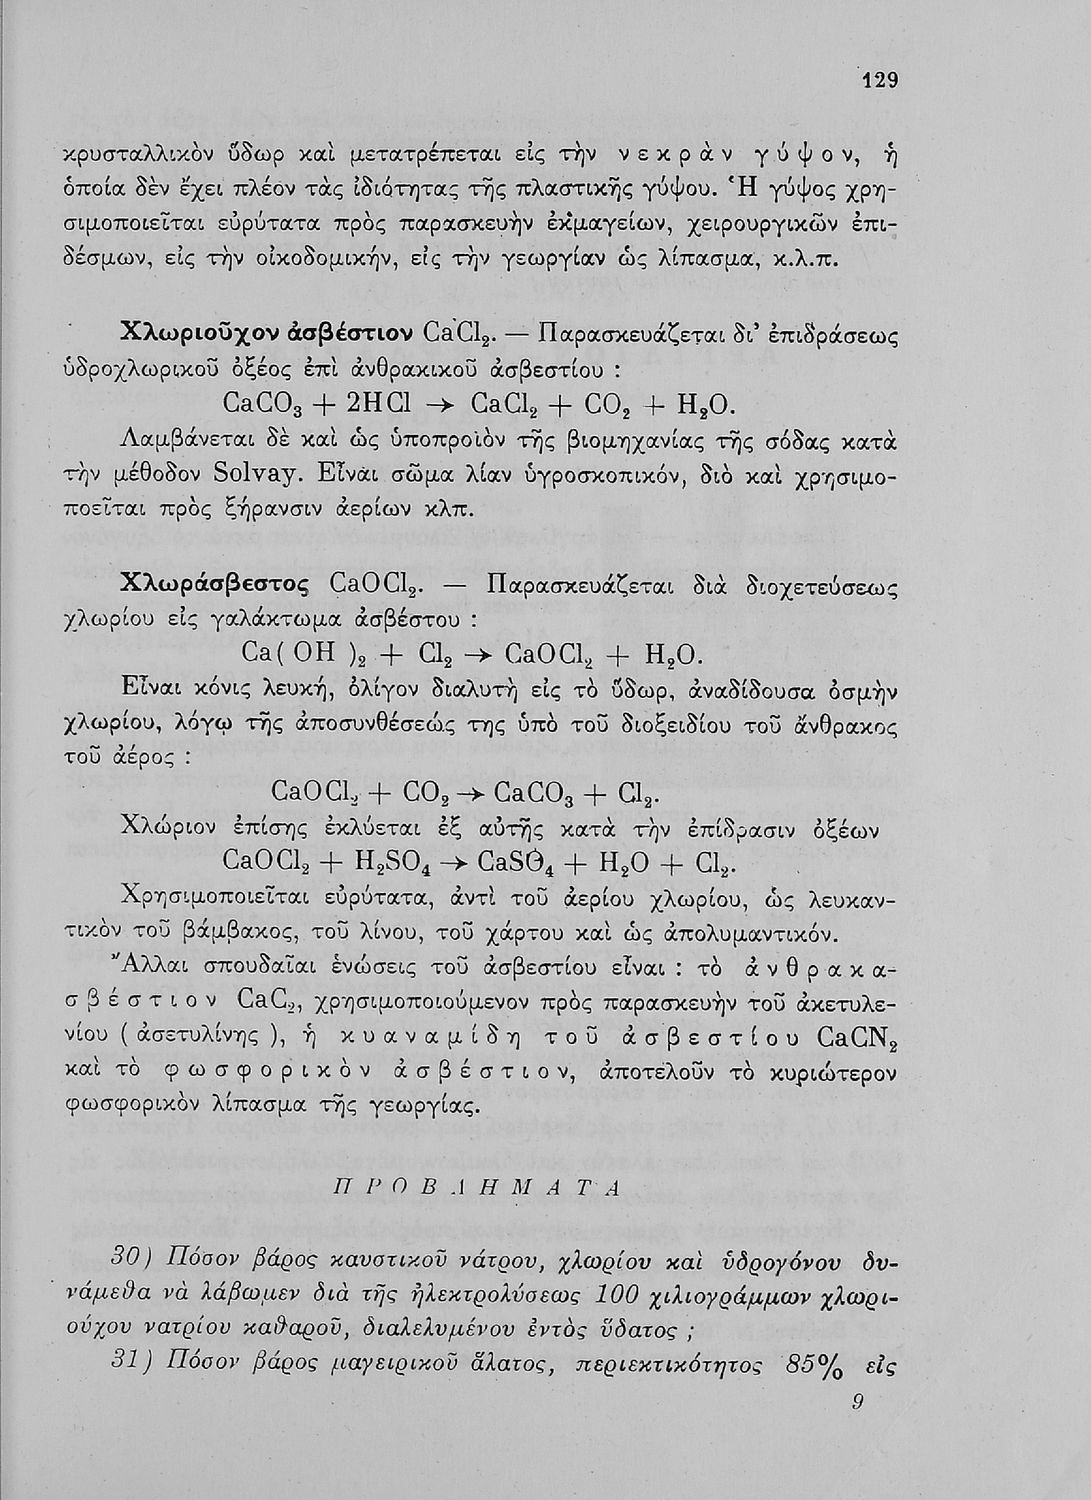 129
κρυσταλλικὸν ὕδωρ καὶ μετατρέπεται εἰς τὴν ν ε κ ρ ὰ ν γ ύ ψ ο ν, ἡ
ὁποία δὲν ἔχει πλέον τὰς ἰδιότητας τῆς πλαστικῆς γύψου. Ἡ γύψος χρη-
σιμοποιεῖται εὐρύτατα πρὸς παρασκευὴν ἐκμαγείων, χειρουργικῶν ἐπι-
δέσμων, εἰς τὴν οἰκοδομικήν, εἰς τὴν γεωργίαν ὡς λίπασμα, κ.λ.π.
Χλωριοῦχον ἀσβέστιον CaCl₂. — Παρασκευάζεται δι' ἐπιδράσεως
ὑδροχλωρικοῦ ὀξέος ἐπὶ ἀνθρακικοῦ ἀσβεστίου :
CaCO₃ + 2HCl → CaCl₂ + CO₂ + H₂O.
Λαμβάνεται δὲ καὶ ὡς ὑποπροϊὸν τῆς βιομηχανίας τῆς σόδας κατὰ
τὴν μέθοδον Solvay. Εἶναι σῶμα λίαν ὑγροσκοπικόν, διὸ καὶ χρησιμο-
ποεῖται πρὸς ξήρανσιν ἀερίων κλπ.
Χλωράσβεστος CaOCl₂. — Παρασκευάζεται διὰ διοχετεύσεως
χλωρίου εἰς γαλάκτωμα ἀσβέστου :
Ca( OH )₂ + Cl₂ → CaOCl₂ + H₂O.
Εἶναι κόνις λευκή, ὀλίγον διαλυτὴ εἰς τὸ ὕδωρ, ἀναδίδουσα ὀσμὴν
χλωρίου, λόγῳ τῆς ἀποσυνθέσεώς της ὑπὸ τοῦ διοξειδίου τοῦ ἄνθρακος
τοῦ ἀέρος :
CaOCl₂ + CO₂ → CaCO₃ + Cl₂.
Χλώριον ἐπίσης ἐκλύεται ἐξ αὐτῆς κατὰ τὴν ἐπίδρασιν ὀξέων
CaOCl₂ + H₂SO₄ → CaSO₄ + H₂O + Cl₂.
Χρησιμοποιεῖται εὐρύτατα, ἀντὶ τοῦ ἀερίου χλωρίου, ὡς λευκαν-
τικὸν τοῦ βάμβακος, τοῦ λίνου, τοῦ χάρτου καὶ ὡς ἀπολυμαντικόν.
Ἄλλαι σπουδαῖαι ἑνώσεις τοῦ ἀσβεστίου εἶναι : τὸ ἀ ν θ ρ α κ α-
σ β έ σ τ ι ο ν CaC₂, χρησιμοποιούμενον πρὸς παρασκευὴν τοῦ ἀκετυλε-
νίου ( ἀσετυλίνης ), ἡ κ υ α ν α μ ί δ η τ ο ῦ ἀ σ β ε σ τ ί ο υ CaCN₂
καὶ τὸ φ ω σ φ ο ρ ι κ ὸ ν ἀ σ β έ σ τ ι ο ν, ἀποτελοῦν τὸ κυριώτερον
φωσφορικὸν λίπασμα τῆς γεωργίας.
Π Ρ Ο Β Λ Η Μ Α Τ Α
30) Πόσον βάρος καυστικοῦ νάτρου, χλωρίου καὶ ὑδρογόνου δυ-
νάμεθα νὰ λάβωμεν διὰ τῆς ἠλεκτρολύσεως 100 χιλιογράμμων χλωρι-
ούχου νατρίου καθαροῦ, διαλελυμένου ἐντὸς ὕδατος ;
31) Πόσον βάρος μαγειρικοῦ ἅλατος, περιεκτικότητος 85% εἰς
9